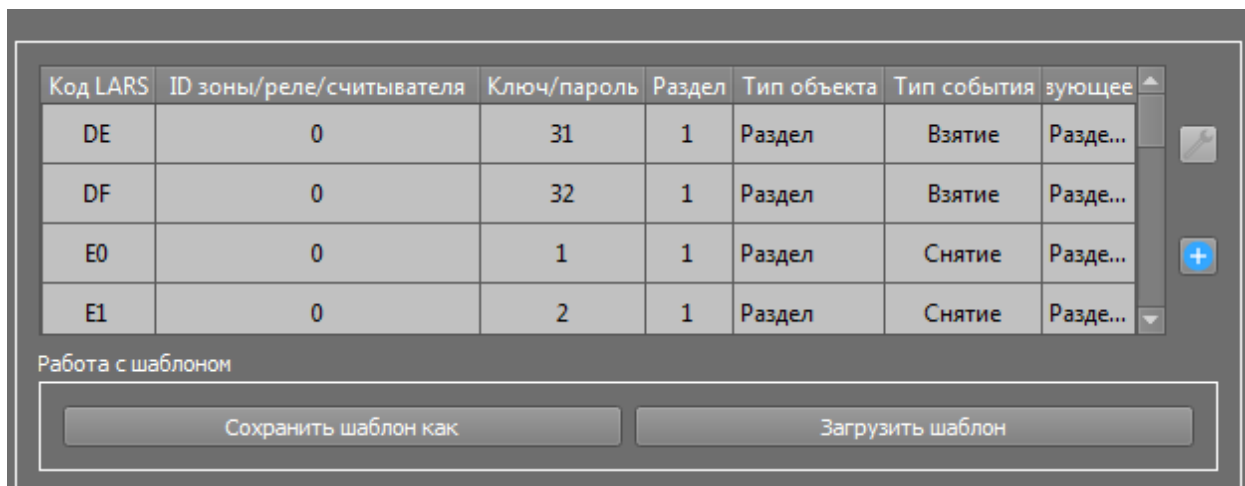 Код LARS ID зоны/реле/считывателя Ключ/пароль Раздел Тип объекта Тип события зующее
DE 0 31 1 Раздел Взятие Разде...
DF 0 32 1 Раздел Взятие Разде...
E0 0 1 1 Раздел Снятие Разде...
E1 0 2 1 Раздел Снятие Разде...
Работа с шаблоном
Сохранить шаблон как Загрузить шаблон